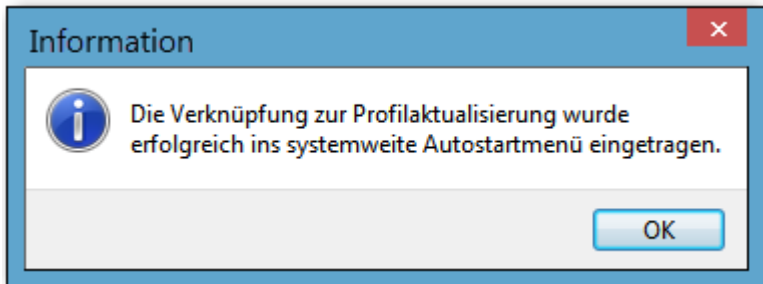 Information
Die Verknüpfung zur Profilaktualisierung wurde
erfolgreich ins systemweite Autostartmenü eingetragen.
OK